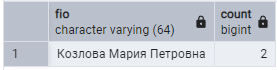 fio count
character varying (64) bigint
1 Козлова Мария Петровна 2